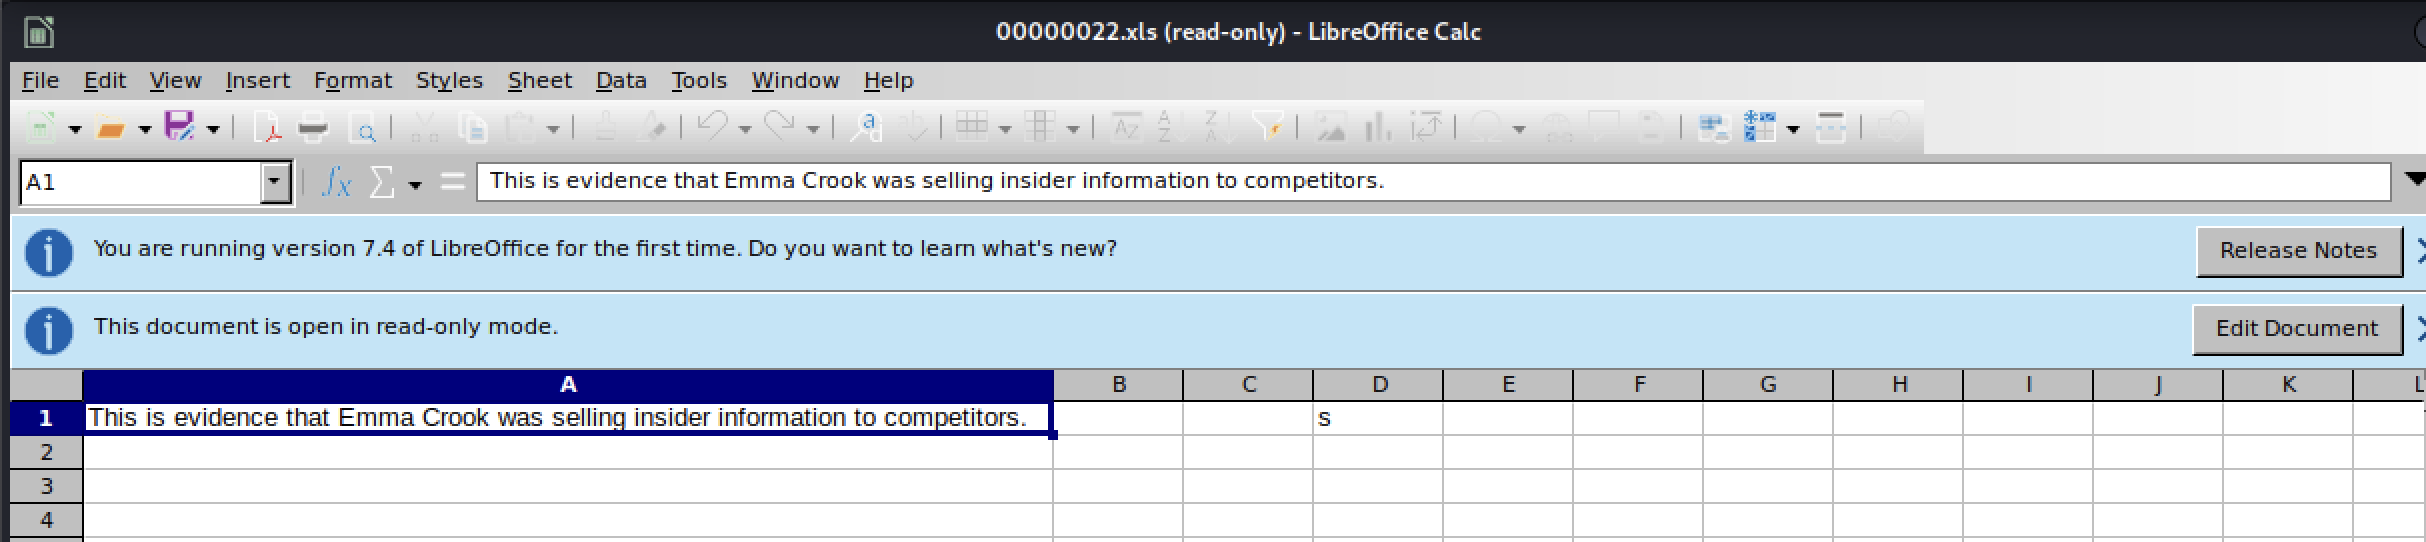 00000022.xls (read-only) - LibreOffice Calc
File Edit View Insert Format Styles Sheet Data Tools Window Help
A1 This is evidence that Emma Crook was selling insider information to competitors.
You are running version 7.4 of LibreOffice for the first time. Do you want to learn what's new? Release Notes
This document is open in read-only mode. Edit Document
A B C D E F G H I J K L
1 This is evidence that Emma Crook was selling insider information to competitors. s
2
3
4